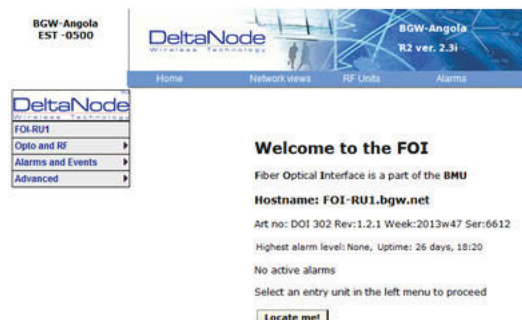 BGW-Angola
EST -0500
DeltaNode
Wireless Technology
BGW-Angola
R2 ver. 2.3i
Home Network views RF Units Alarms
DeltaNode
Wireless Technology
FOI-RU1
Opto and RF
Alarms and Events
Advanced
Welcome to the FOI
Fiber Optical Interface is a part of the BMU
Hostname: FOI-RU1.bgw.net
Art no: DOI 302 Rev:1.2.1 Week:2013w47 Ser:6612
Highest alarm level: None, Uptime: 26 days, 18:20
No active alarms
Select an entry unit in the left menu to proceed
Locate me!